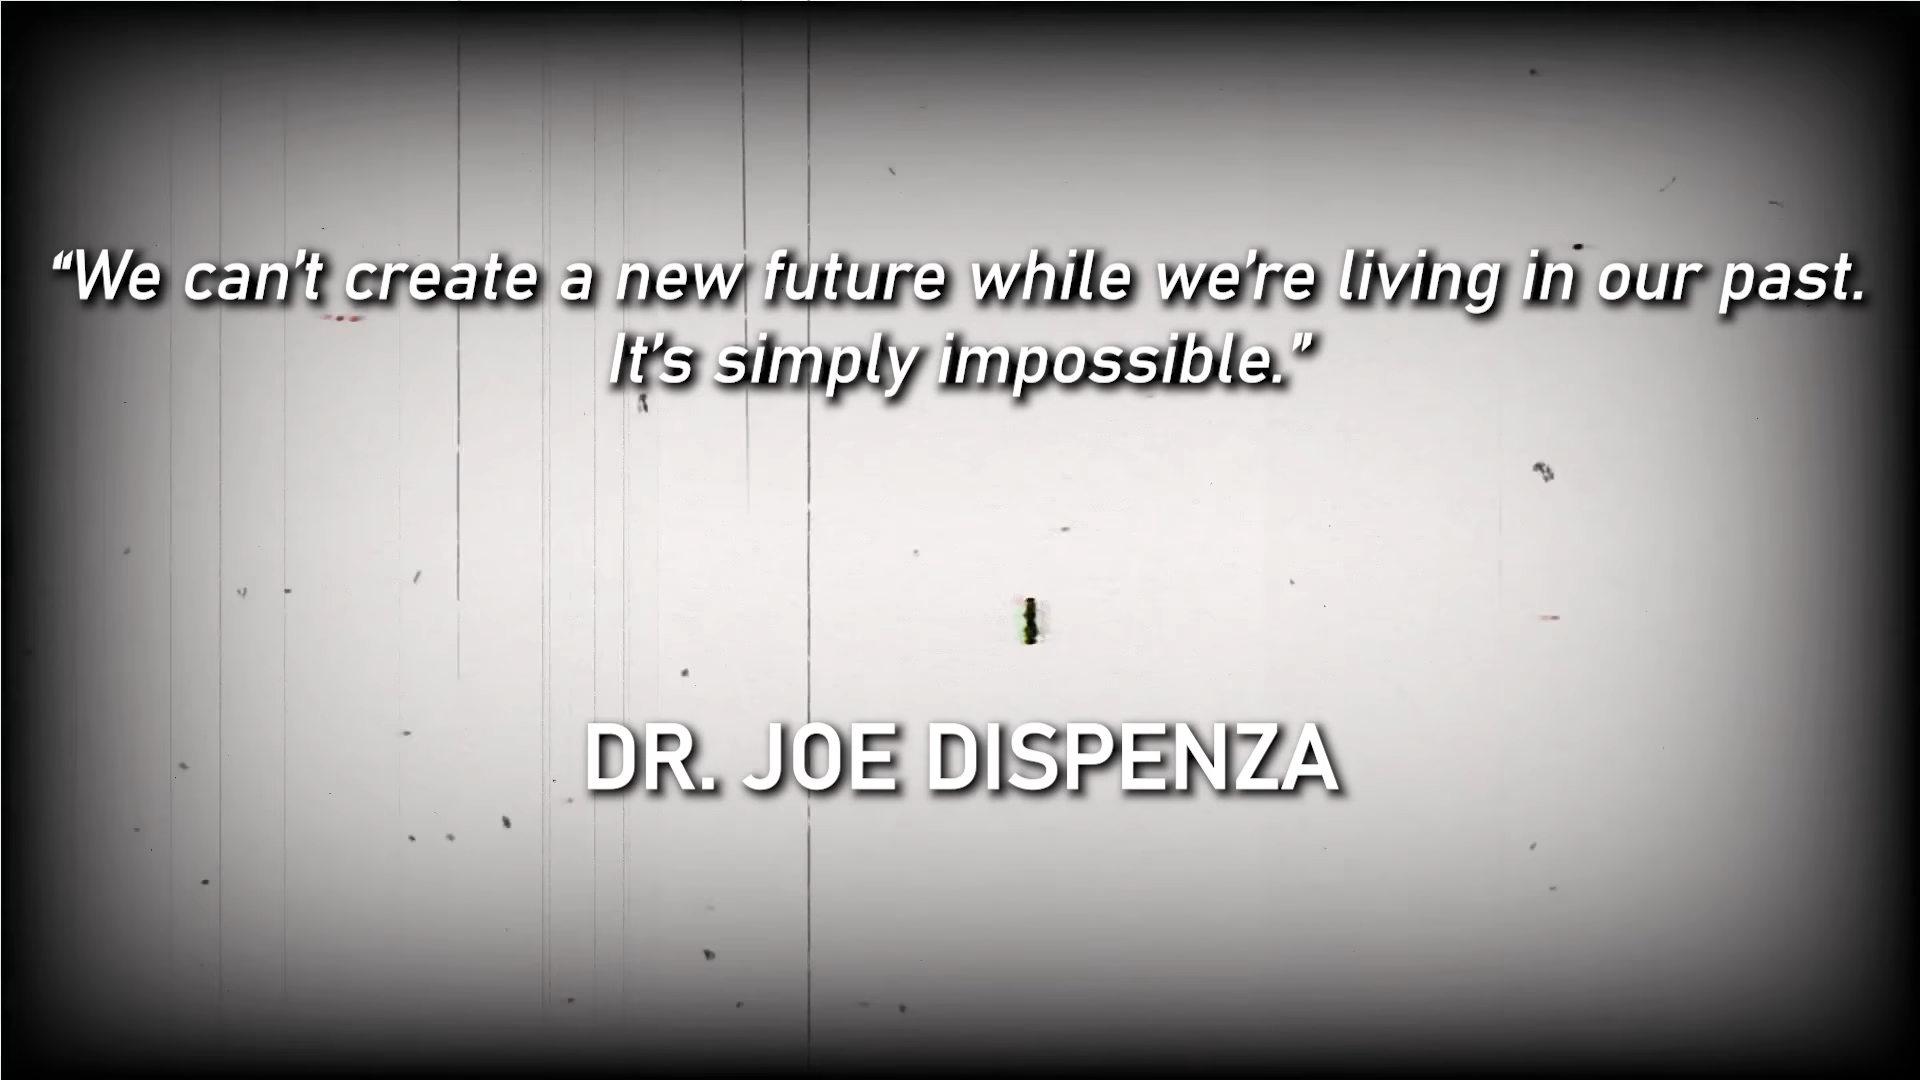 “We can’t create a new future while we’re living in our past.
It’s simply impossible.”
DR. JOE DISPENZA